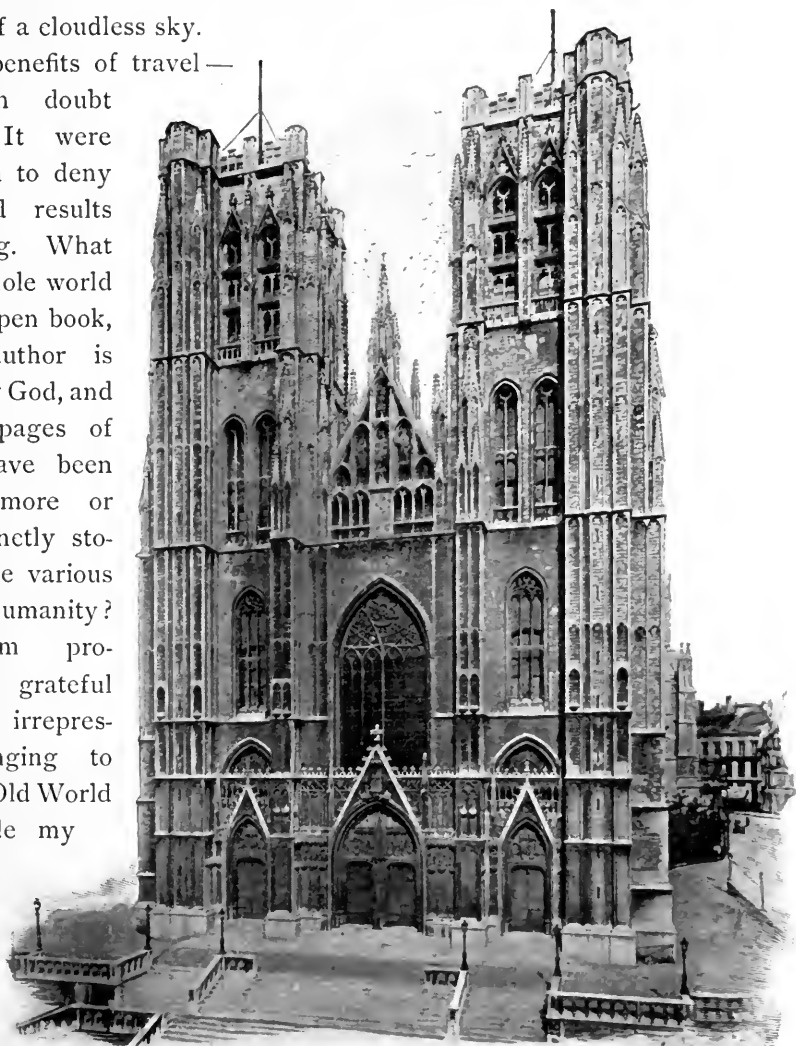 f a cloudless sky.
benefits of travel—
n doubt
It were
n to deny
d results
g. What
ole world
pen book,
uthor is
God, and
pages of
ave been
more or
nctly sto-
e various
umanity?
m pro-
grateful
irrepres-
nging to
Old World
le my